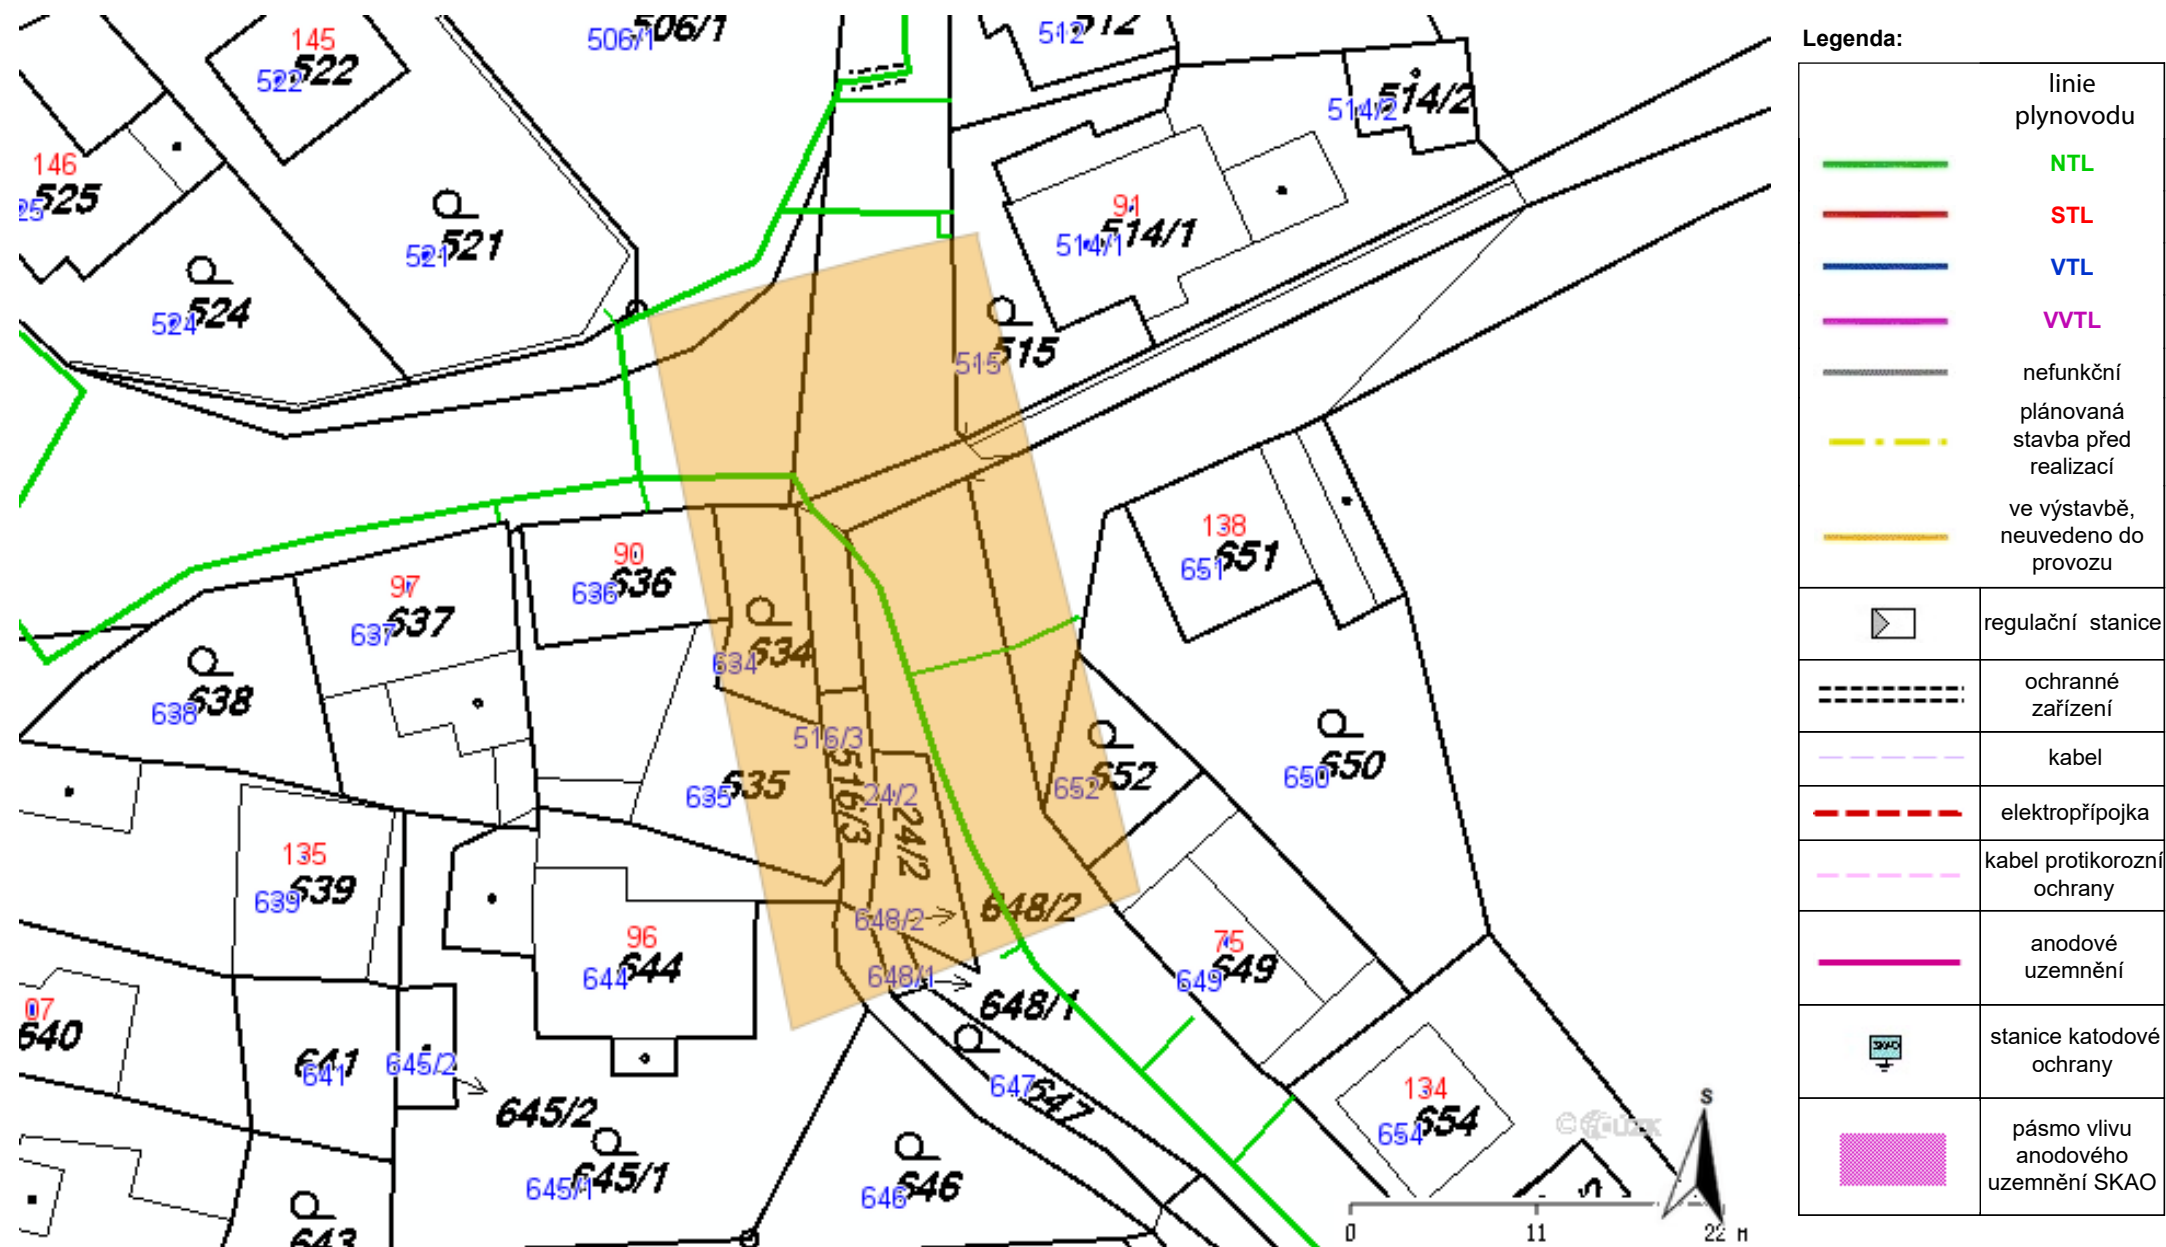 145
522
522
506/1
506/1
512
512
514/2
514/2
146
525
25
521
521
91
514/1
514/1
524
524
515
515
138
651
651
90
636
636
97
637
637
634
634
638
638
516/3
516/3
635
635
24/2
24/2
652
652
650
650
135
639
639
648/2
648/2
96
644
644
75
649
649
648/1
648/1
07
640
641
641
645/2
645/2
647
647
134
654
654
645/1
645/1
646
646
643
S
0
11
22 M
Legenda:
linie
plynovodu
NTL
STL
VTL
VVTL
nefunkční
plánovaná
stavba před
realizací
ve výstavbě,
neuvedeno do
provozu
regulační stanice
ochranné
zařízení
kabel
elektropřípojka
kabel protikorozní
ochrany
anodové
uzemnění
SKAO
stanice katodové
ochrany
pásmo vlivu
anodového
uzemnění SKAO